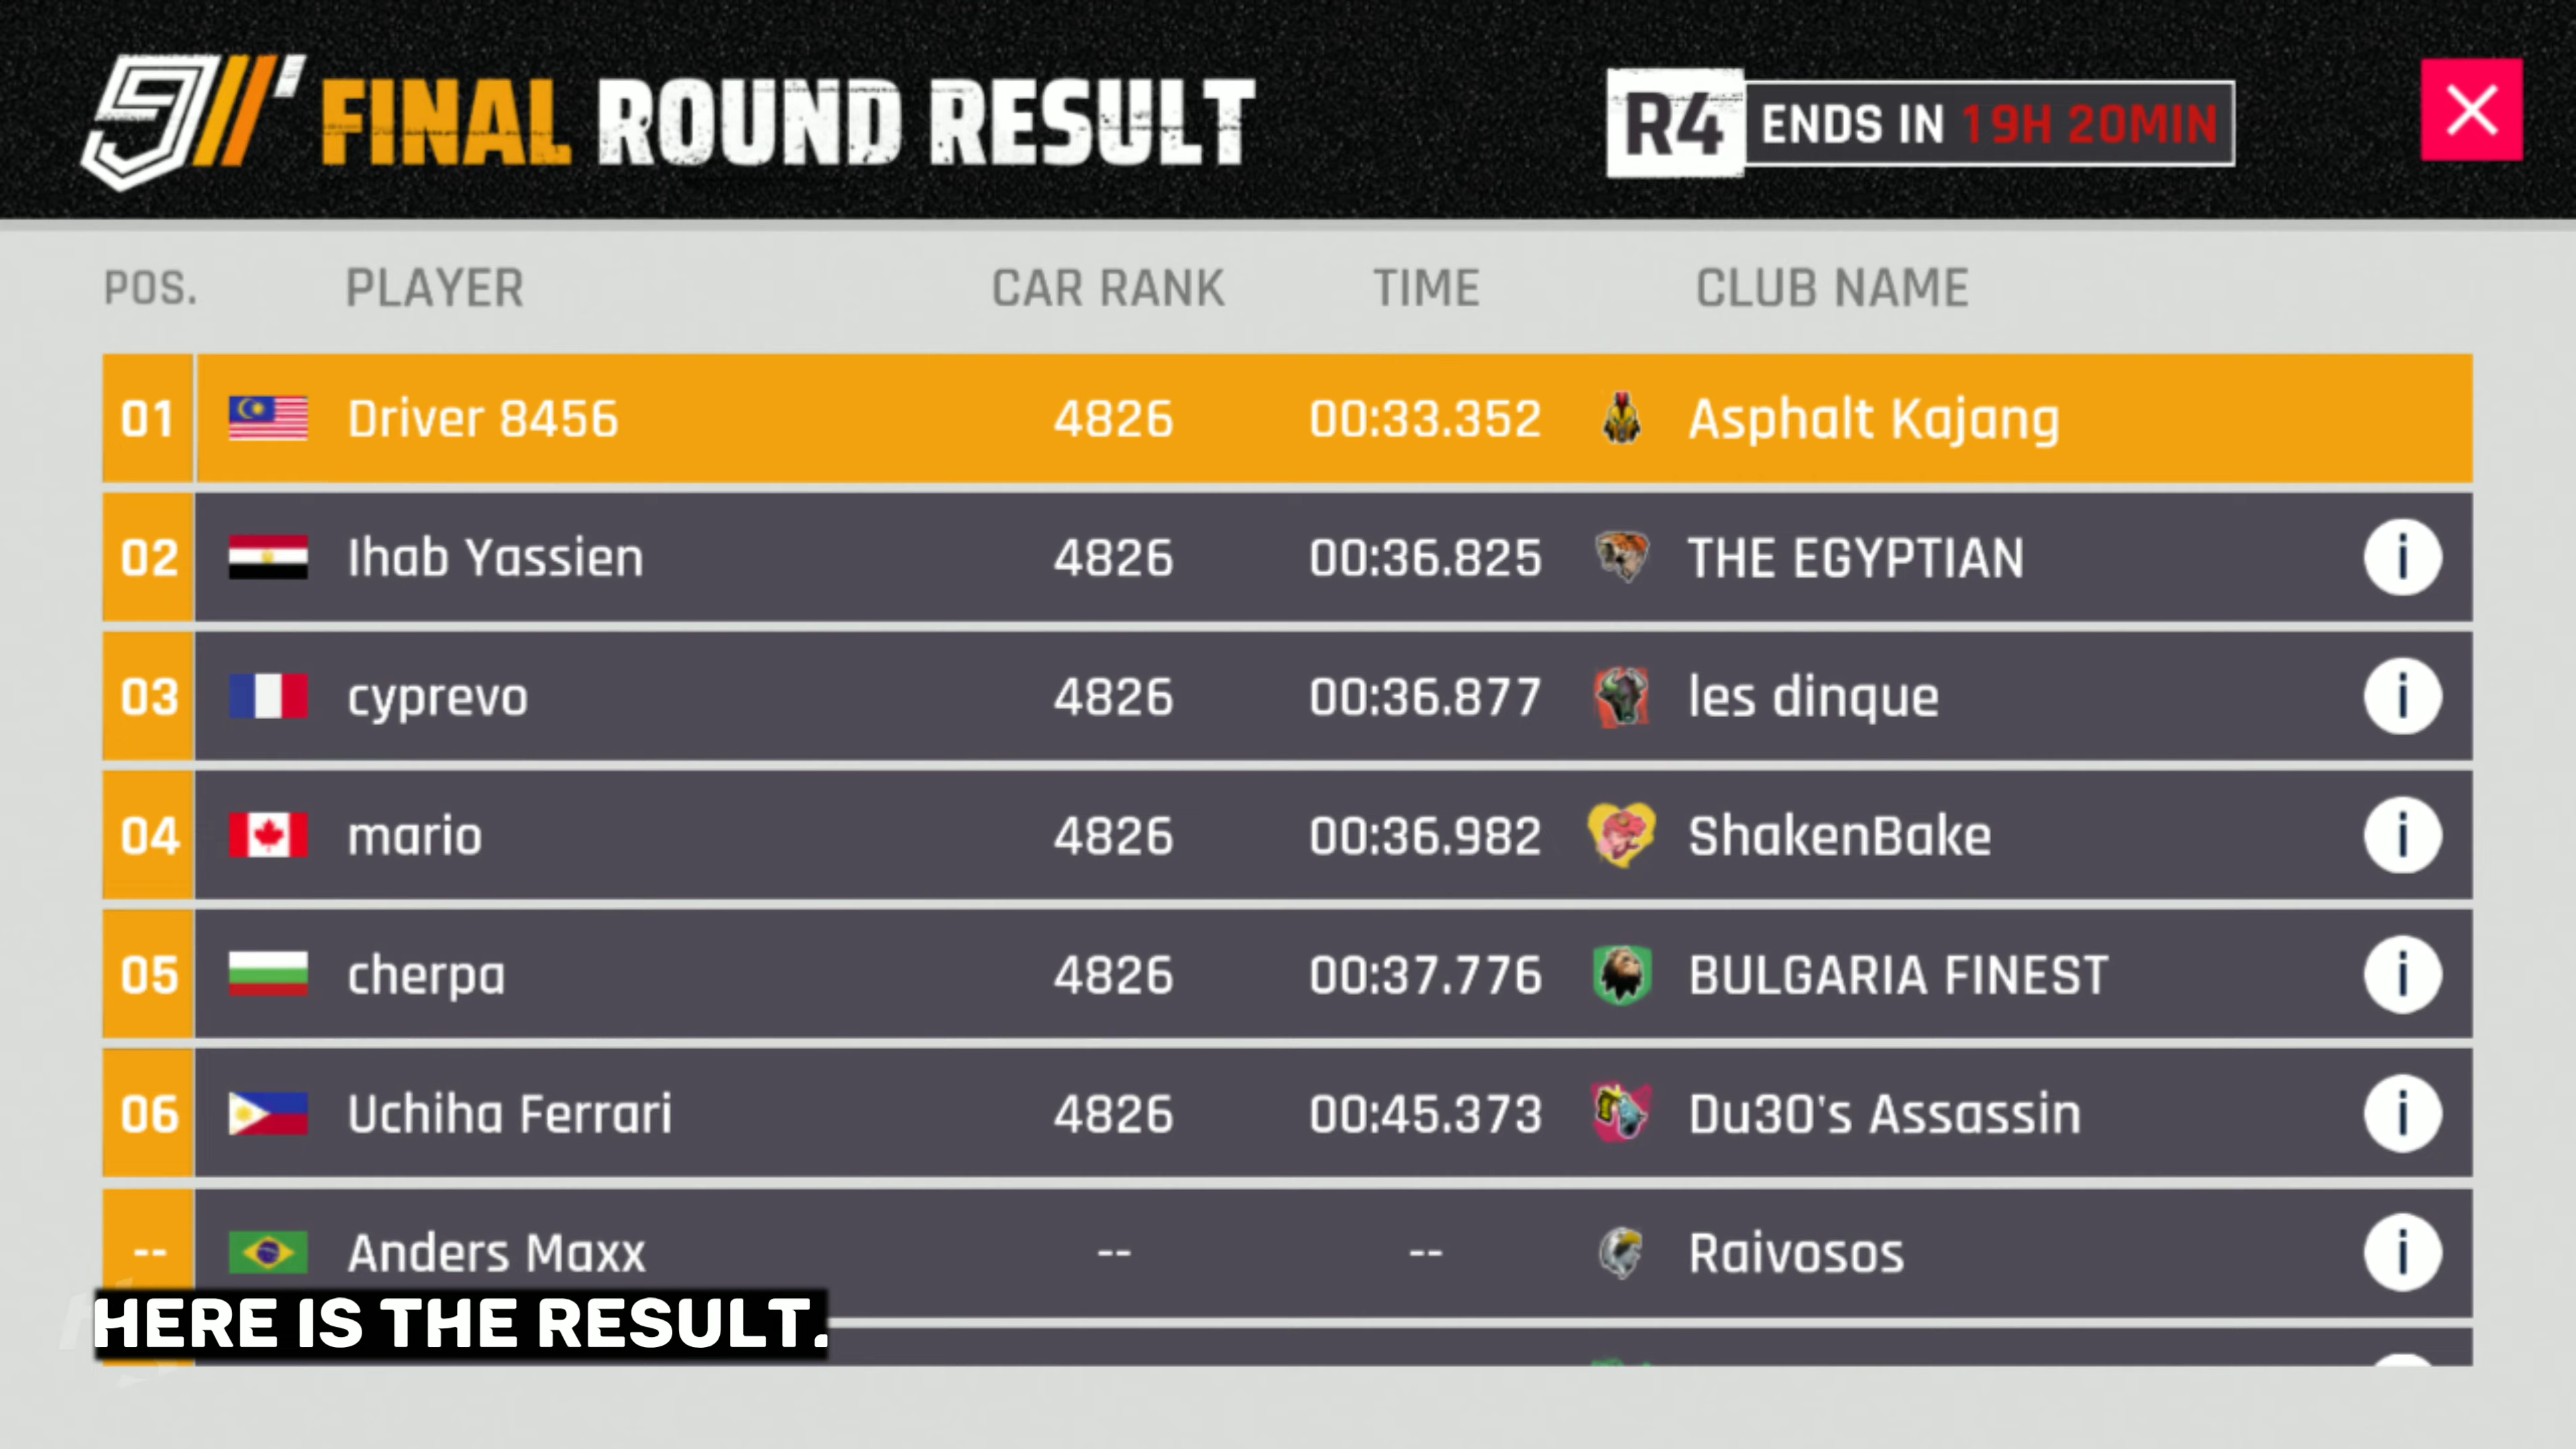 9 FINAL ROUND RESULT
R4 ENDS IN 19H 20MIN
POS. PLAYER CAR RANK TIME CLUB NAME
01 Driver 8456 4826 00:33.352 Asphalt Kajang
02 Ihab Yassien 4826 00:36.825 THE EGYPTIAN i
03 cyprevo 4826 00:36.877 les dinque i
04 mario 4826 00:36.982 ShakenBake i
05 cherpa 4826 00:37.776 BULGARIA FINEST i
06 Uchiha Ferrari 4826 00:45.373 Du30's Assassin i
-- Anders Maxx -- -- Raivosos i
HERE IS THE RESULT.